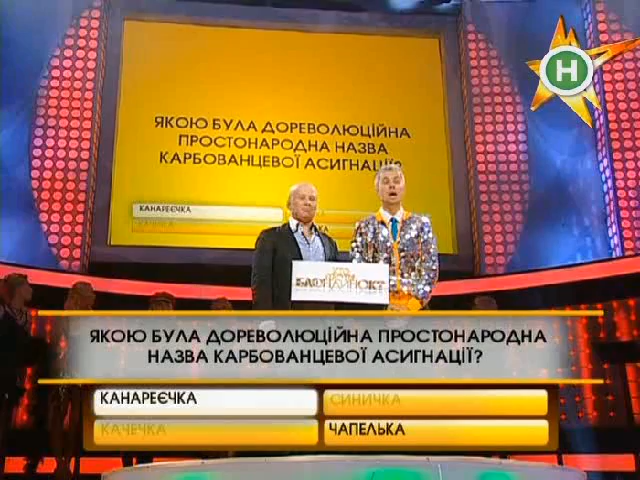 Н
ЯКОЮ БУЛА ДОРЕВОЛЮЦІЙНА
ПРОСТОНАРОДНА НАЗВА
КАРБОВАНЦЕВОЇ АСИГНАЦІЇ?
КАНАРЕЄЧКА
ЯКОЮ БУЛА ДОРЕВОЛЮЦІЙНА ПРОСТОНАРОДНА
НАЗВА КАРБОВАНЦЕВОЇ АСИГНАЦІЇ?
КАНАРЕЄЧКА
СИНИЧКА
КАЧЕЧКА
ЧАПЕЛЬКА